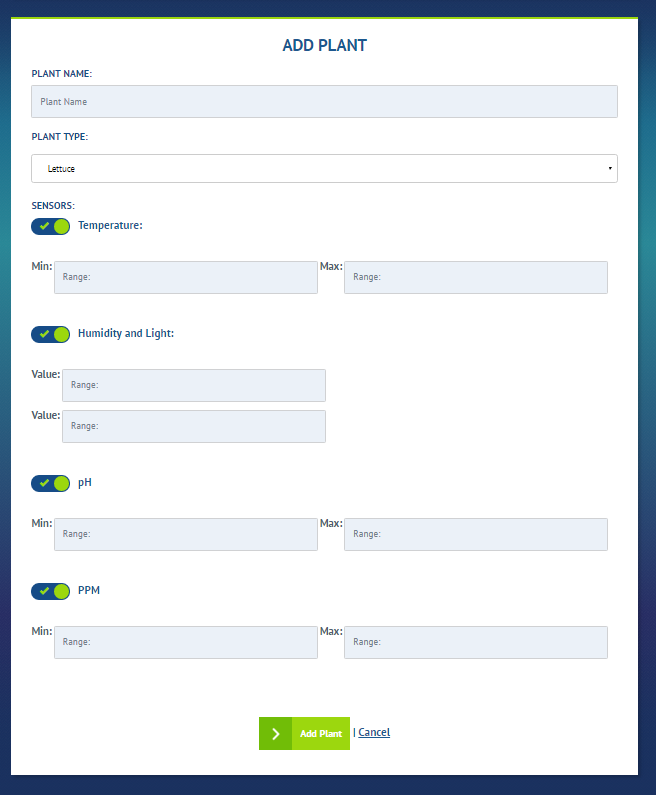 ADD PLANT
PLANT NAME:
Plant Name
PLANT TYPE:
Lettuce
SENSORS:
Temperature:
Min: Range: Max: Range:
Humidity and Light:
Value: Range:
Value: Range:
pH
Min: Range: Max: Range:
PPM
Min: Range: Max: Range:
Add Plant | Cancel